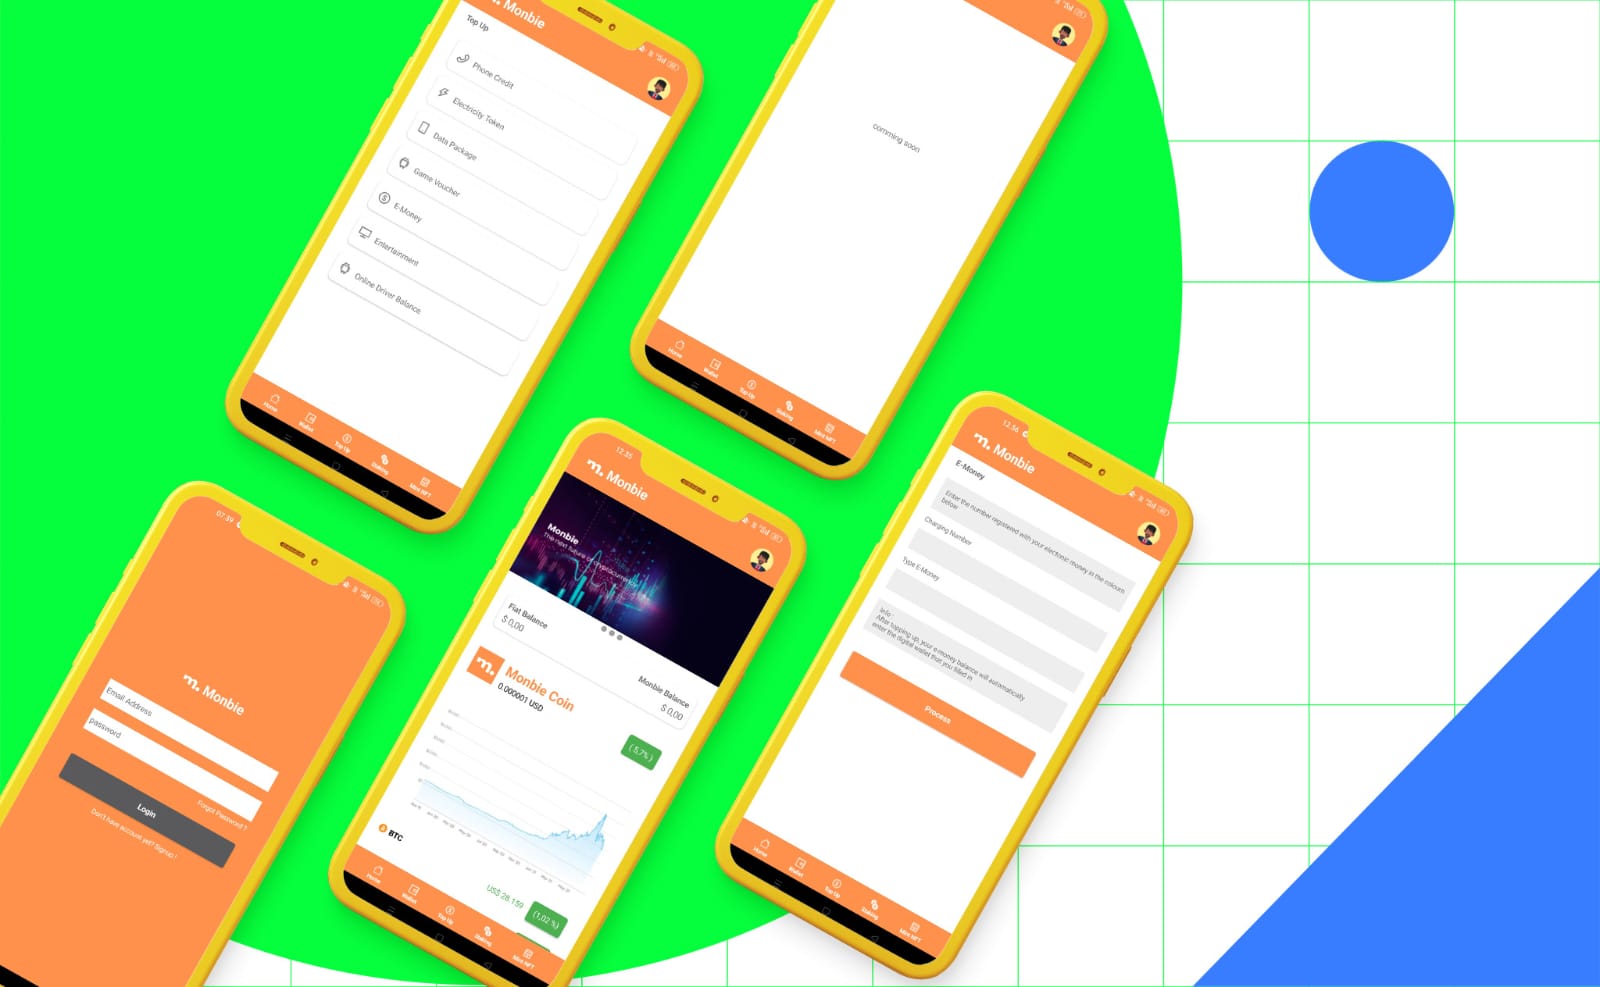 Monbie
Top Up
Phone Credit
Electricity Token
Data Package
Game Voucher
E-Money
Entertainment
Online Driver Balance
Home
Wallet
Top Up
Staking
Mint NFT
comming soon
Home
Wallet
Top Up
Staking
Mint NFT
07.39
m. Monbie
Email Address
password
Forgot Password ?
Login
Don't have account yet? Signup !
12.35
m. Monbie
Monbie
The next future of cryptocurrency
Fiat Balance
$ 0,00
Monbie Balance
$ 0,00
m.
Monbie Coin
0.000001 USD
( 5,7% )
BTC
US$ 28.159
(1,02 %)
Home
Wallet
Top Up
Staking
Mint NFT
12.56
m. Monbie
E-Money
Enter the number registered with your electronic money in the coloum
below
Charging Number
Type E-Money
Info :
After topping up, your e-money balance will automatically
enter the digital wallet that you filled in
Process
Home
Wallet
Top Up
Staking
Mint NFT